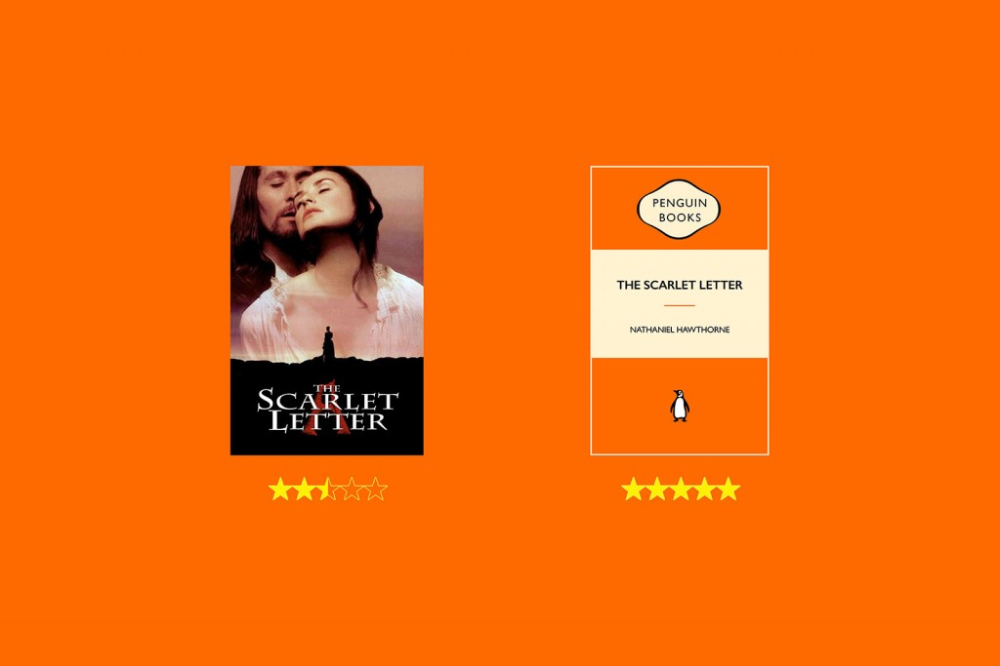 THE
SCARLET
LETTER
PENGUIN
BOOKS
THE SCARLET LETTER
NATHANIEL HAWTHORNE